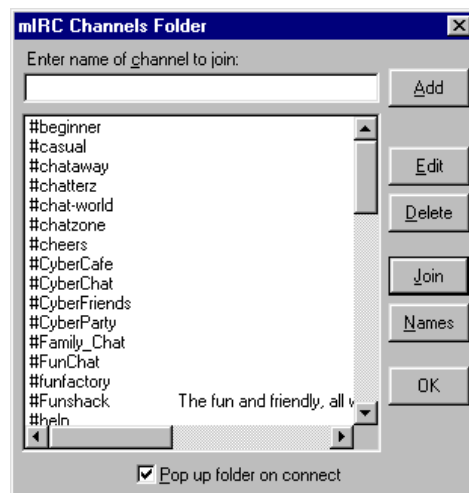 mIRC Channels Folder
Enter name of channel to join:
Add
#beginner
#casual
#chataway
#chatterz
#chat-world
#chatzone
#cheers
#CyberCafe
#CyberChat
#CyberFriends
#CyberParty
#Family_Chat
#FunChat
#funfactory
#Funshack The fun and friendly, all
#help
Edit
Delete
Join
Names
OK
Pop up folder on connect